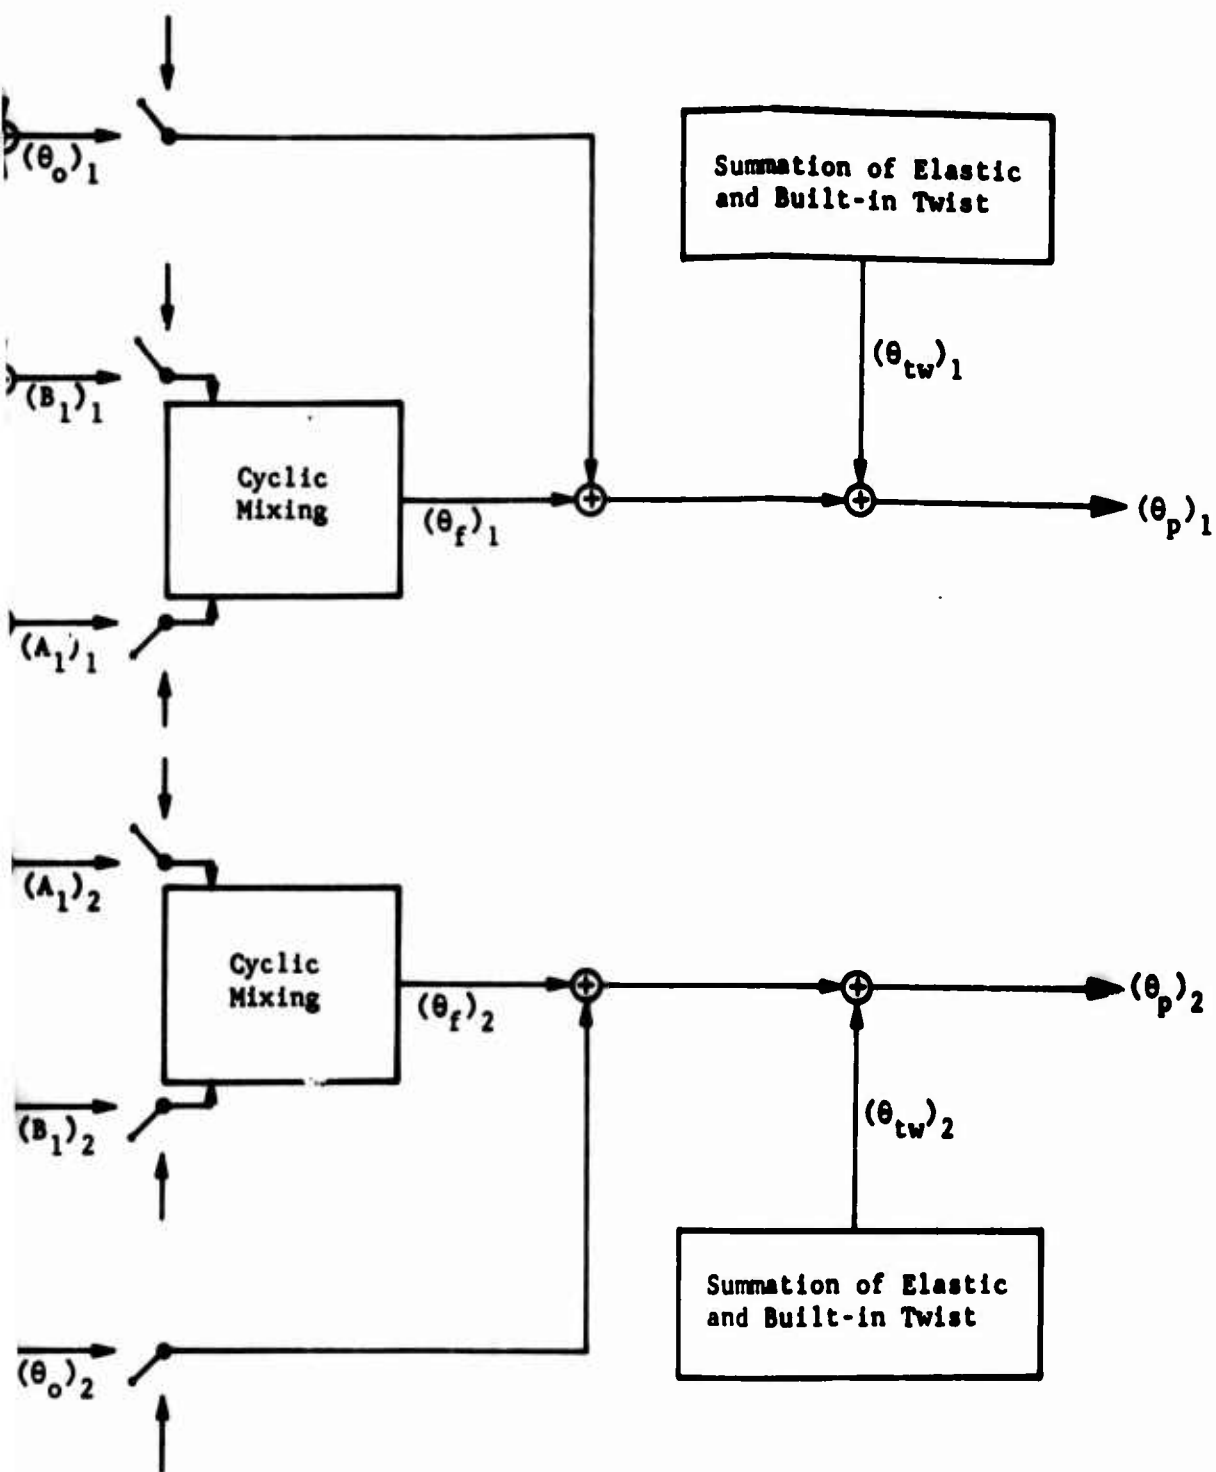 (θ₀)₁
Summation of Elastic
and Built-in Twist
(θtw)₁
(B₁)₁
Cyclic
Mixing
(θf)₁
(θp)₁
(A₁)₁
(A₁)₂
Cyclic
Mixing
(θf)₂
(θp)₂
(B₁)₂
(θtw)₂
Summation of Elastic
and Built-in Twist
(θ₀)₂